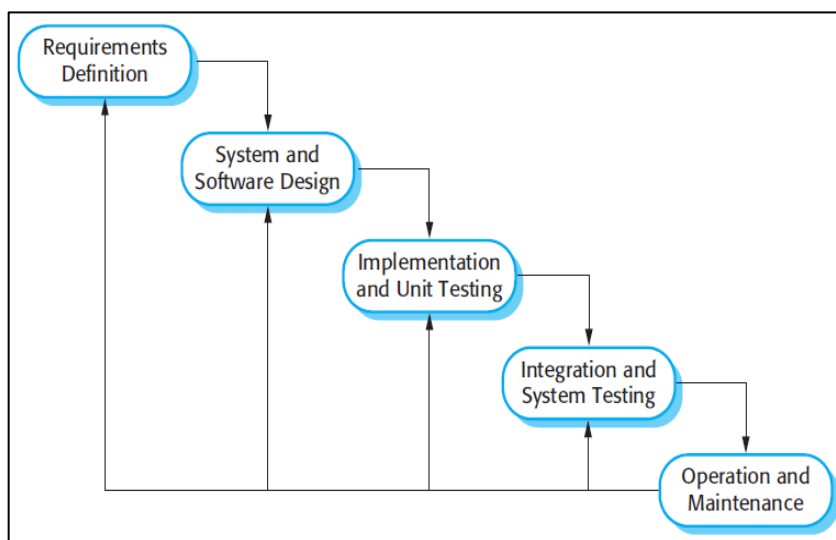 Requirements
Definition
System and
Software Design
Implementation
and Unit Testing
Integration and
System Testing
Operation and
Maintenance